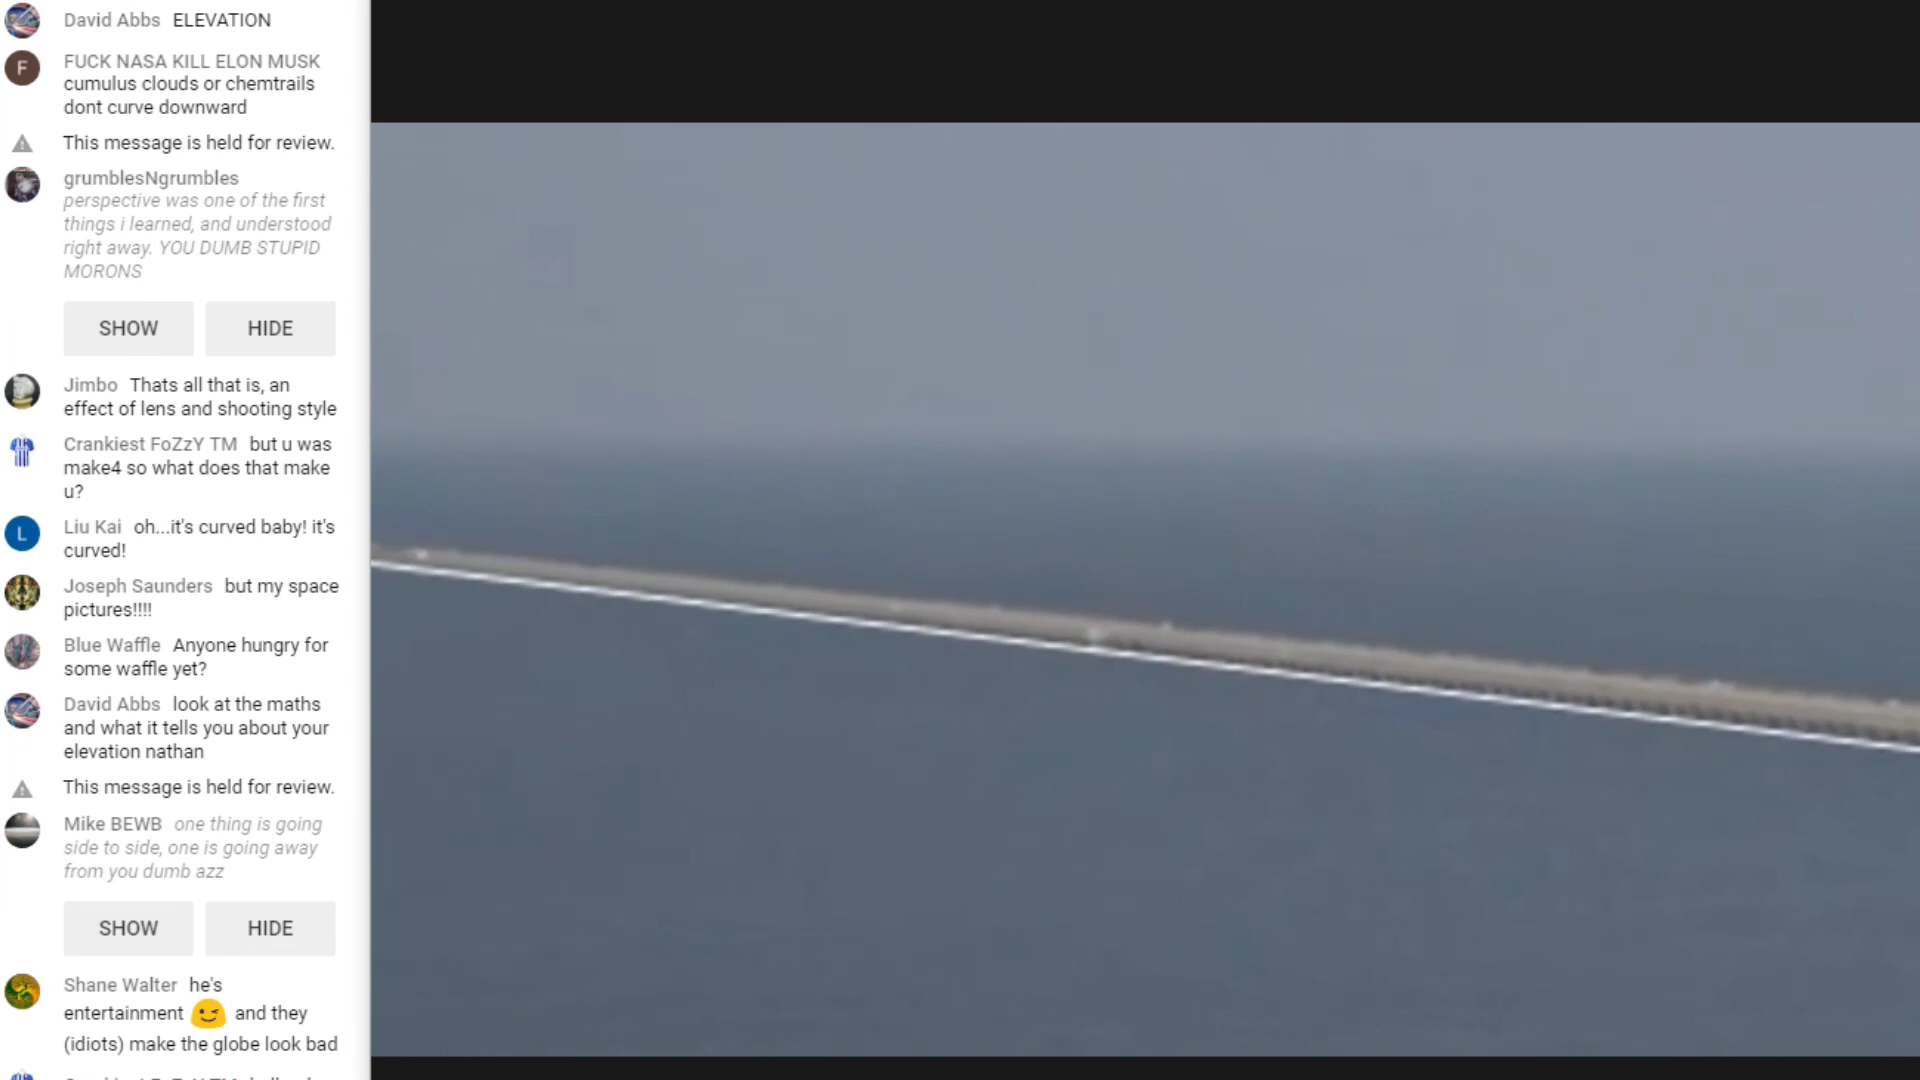 David Abbs ELEVATION
F
FUCK NASA KILL ELON MUSK
cumulus clouds or chemtrails
dont curve downward
This message is held for review.
grumblesNgrumbles
perspective was one of the first
things i learned, and understood
right away. YOU DUMB STUPID
MORONS
SHOW HIDE
Jimbo Thats all that is, an
effect of lens and shooting style
Crankiest FoZzY TM but u was
make4 so what does that make
u?
L
Liu Kai oh...it's curved baby! it's
curved!
Joseph Saunders but my space
pictures!!!!
Blue Waffle Anyone hungry for
some waffle yet?
David Abbs look at the maths
and what it tells you about your
elevation nathan
This message is held for review.
Mike BEWB one thing is going
side to side, one is going away
from you dumb azz
SHOW HIDE
Shane Walter he's
entertainment 😉 and they
(idiots) make the globe look bad